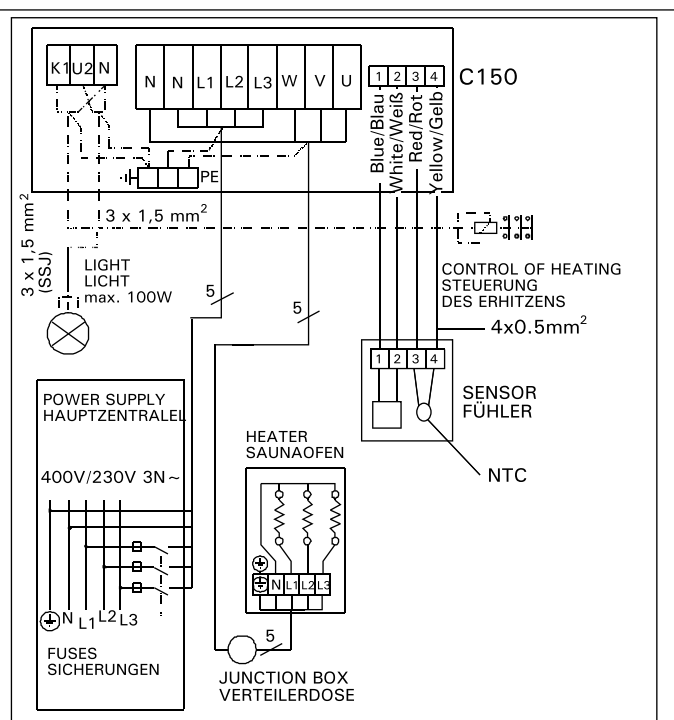 K1 U2 N
N N L1 L2 L3 W V U
1 2 3 4
C150
Blue/Blau
White/Weiß
Red/Rot
Yellow/Gelb
PE
3 x 1,5 mm²
3 x 1,5 mm²
(SSJ)
LIGHT
LICHT
max. 100W
CONTROL OF HEATING
STEUERUNG
DES ERHITZENS
5
5
4x0.5mm²
1 2 3 4
SENSOR
FÜHLER
NTC
POWER SUPPLY
HAUPTZENTRALEL
400V/230V 3N~
N L1 L2 L3
FUSES
SICHERUNGEN
HEATER
SAUNAOFEN
N L1 L2 L3
5
JUNCTION BOX
VERTEILERDOSE